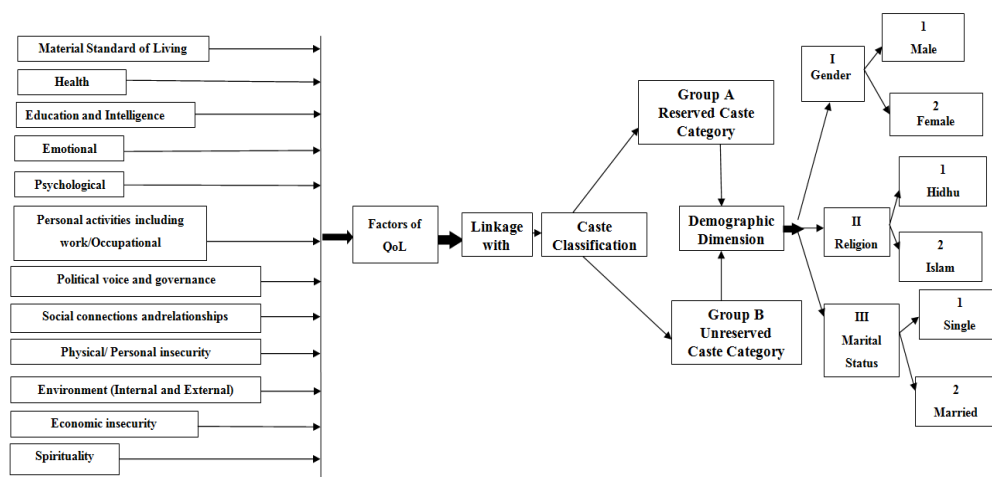 Material Standard of Living
Health
Education and Intelligence
Emotional
Psychological
Personal activities including
work/Occupational
Political voice and governance
Social connections andrelationships
Physical/ Personal insecurity
Environment (Internal and External)
Economic insecurity
Spirituality
Factors of
QoL
Linkage
with
Caste
Classification
Group A
Reserved Caste
Category
Demographic
Dimension
Group B
Unreserved
Caste Category
I
Gender
1
Male
2
Female
II
Religion
1
Hidhu
2
Islam
III
Marital
Status
1
Single
2
Married